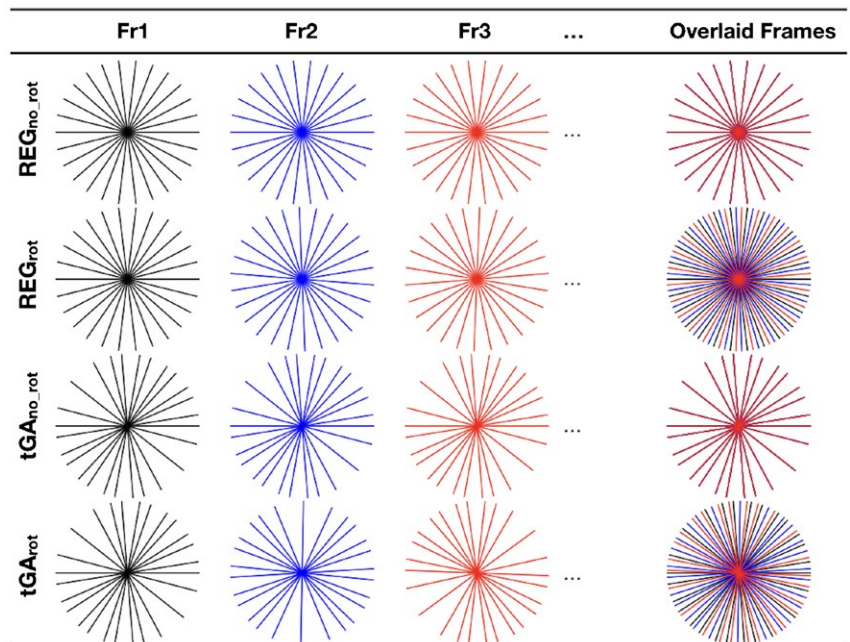 Fr1 Fr2 Fr3 ... Overlaid Frames
REGno_rot ... 
REGrot ...
tGAno_rot ...
tGArot ...